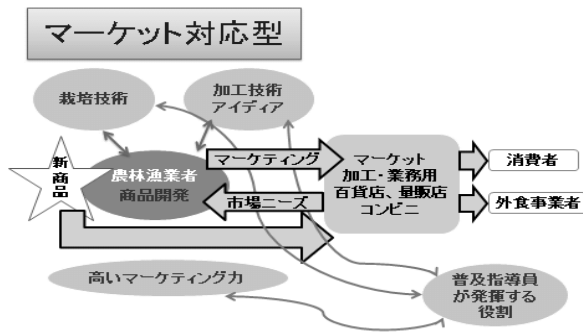 マーケット対応型
栽培技術
加工技術
アイディア
新
商
品
農林漁業者
商品開発
マーケティング
市場ニーズ
マーケット
加工・業務用
百貨店、量販店
コンビニ
消費者
外食事業者
高いマーケティング力
普及指導員
が発揮する
役割